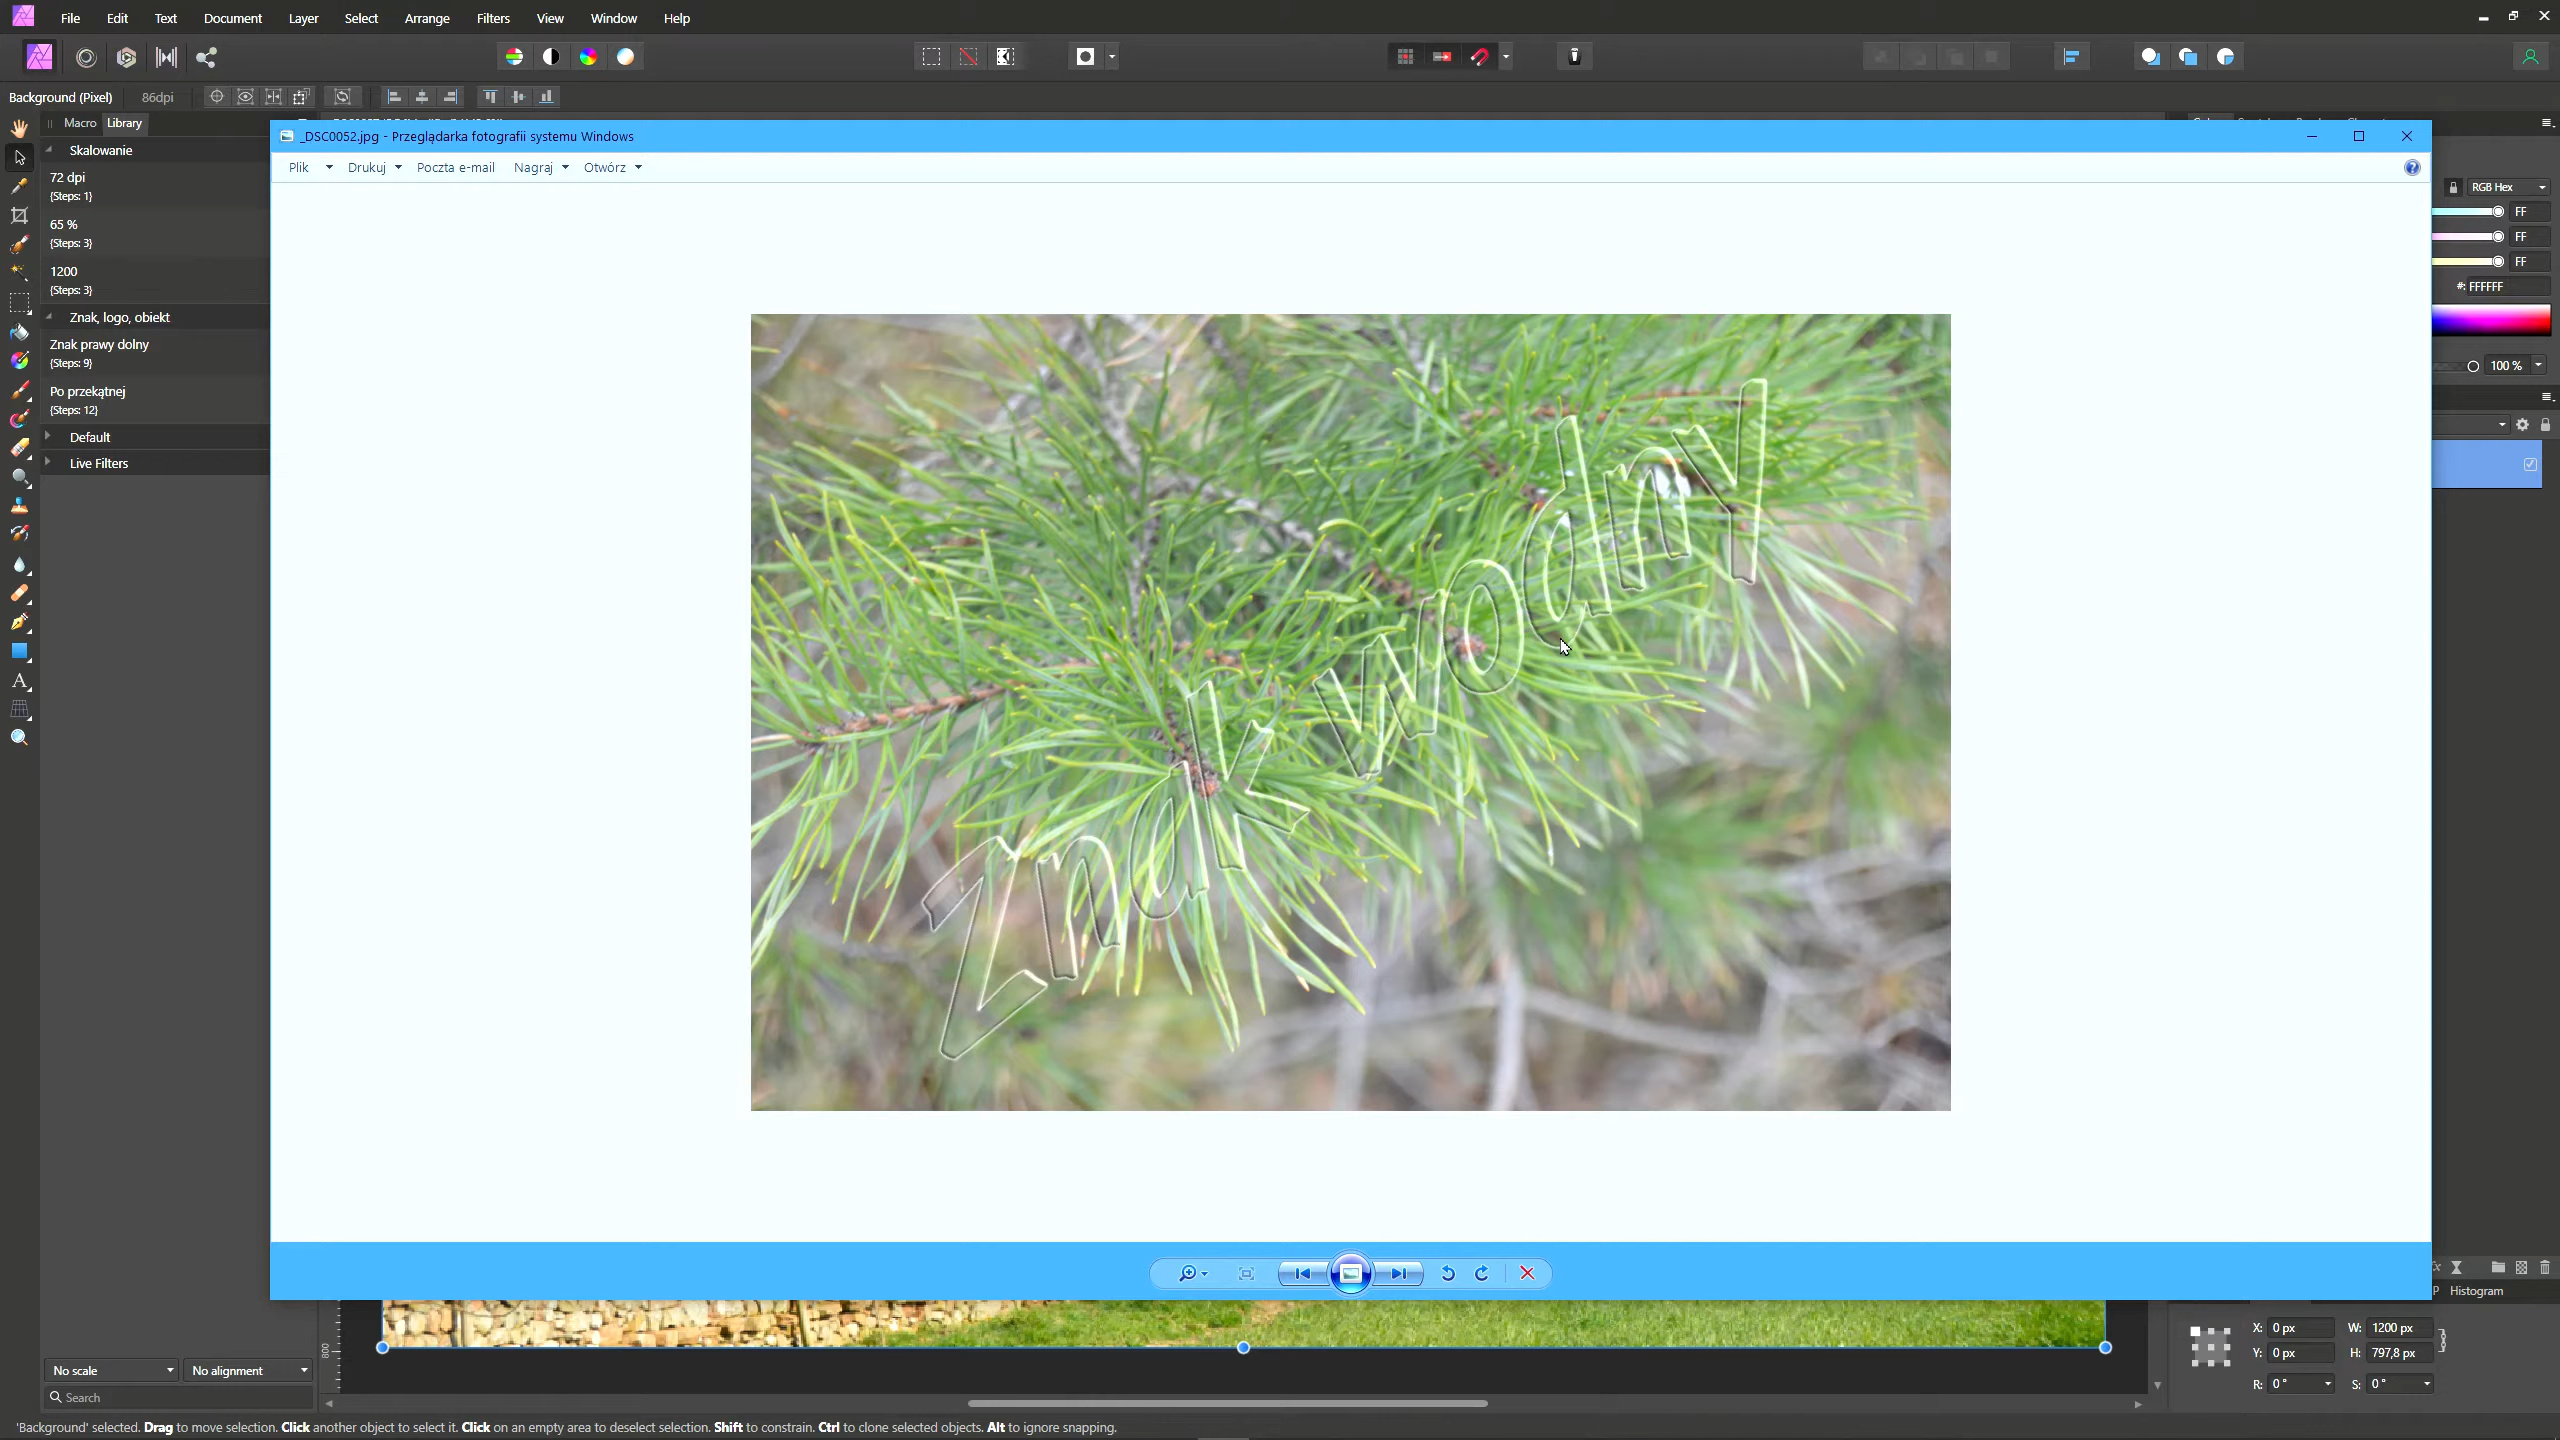 File Edit Text Document Layer Select Arrange Filters View Window Help
Background (Pixel) 86dpi
Macro Library
_DSC0052.jpg - Przeglądarka fotografii systemu Windows
Plik Drukuj Poczta e-mail Nagraj Otwórz
Skalowanie
72 dpi
{Steps: 1}
65 %
{Steps: 3}
1200
{Steps: 3}
Znak, logo, obiekt
Znak prawy dolny
{Steps: 9}
Po przekątnej
{Steps: 12}
Default
Live Filters
RGB Hex
FF
FF
FF
#: FFFFFF
100 %
Znak wodny
Histogram
X: 0 px W: 1200 px
Y: 0 px H: 797,8 px
R: 0 ° S: 0 °
800
No scale No alignment
Search
'Background' selected. Drag to move selection. Click another object to select it. Click on an empty area to deselect selection. Shift to constrain. Ctrl to clone selected objects. Alt to ignore snapping.